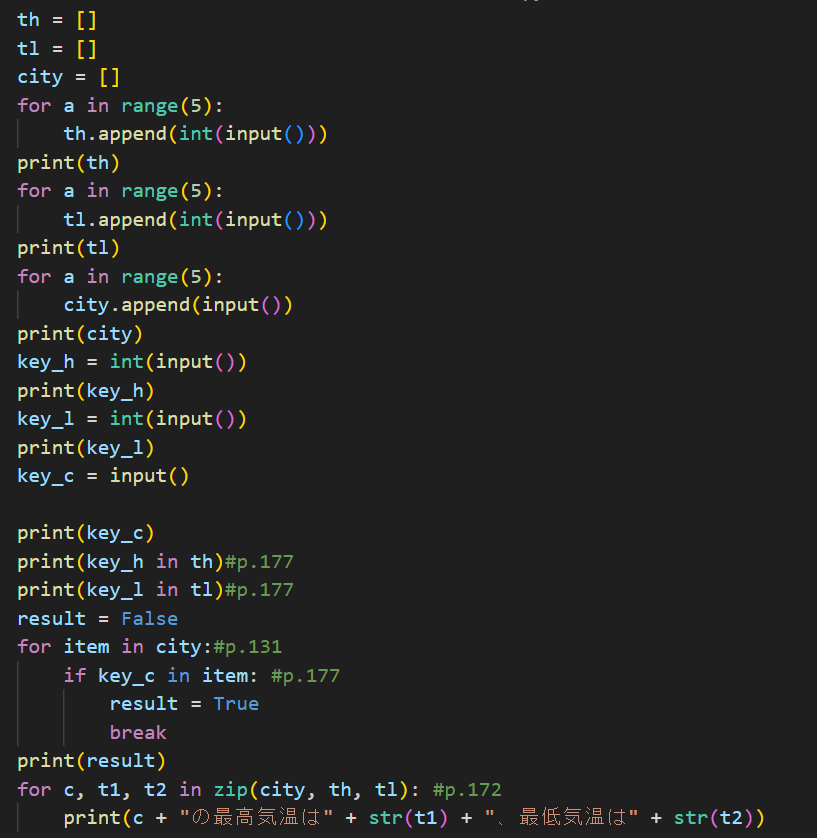 th = []
tl = []
city = []
for a in range(5):
    th.append(int(input()))
print(th)
for a in range(5):
    tl.append(int(input()))
print(tl)
for a in range(5):
    city.append(input())
print(city)
key_h = int(input())
print(key_h)
key_l = int(input())
print(key_l)
key_c = input()

print(key_c)
print(key_h in th)#p.177
print(key_l in tl)#p.177
result = False
for item in city:#p.131
    if key_c in item: #p.177
        result = True
        break
print(result)
for c, t1, t2 in zip(city, th, tl): #p.172
    print(c + "の最高気温は" + str(t1) + "、最低気温は" + str(t2))